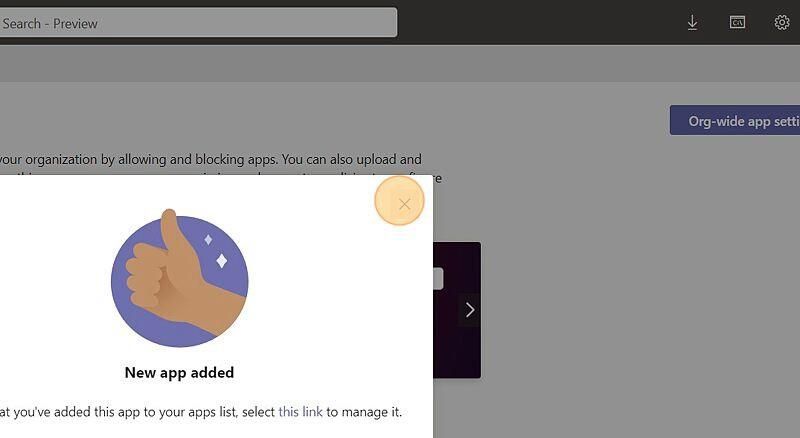 Search - Preview
Org-wide app setti
your organization by allowing and blocking apps. You can also upload and
New app added
at you've added this app to your apps list, select this link to manage it.